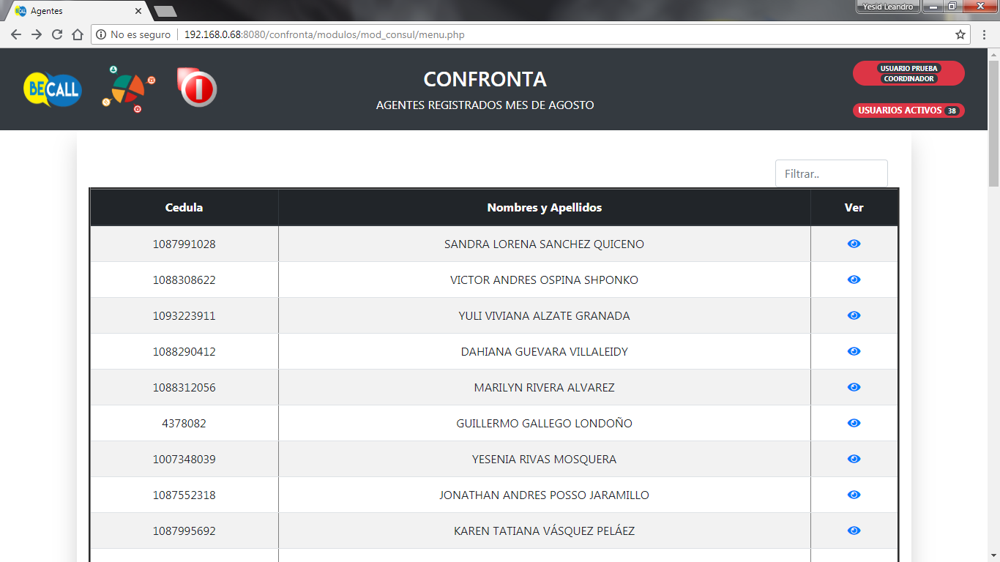 Agentes
Yesid Leandro
No es seguro
192.168.0.68:8080/confronta/modulos/mod_consul/menu.php
BECALL
CONFRONTA
AGENTES REGISTRADOS MES DE AGOSTO
USUARIO PRUEBA
COORDINADOR
USUARIOS ACTIVOS 38
Filtrar..
Cedula Nombres y Apellidos Ver
1087991028 SANDRA LORENA SANCHEZ QUICENO
1088308622 VICTOR ANDRES OSPINA SHPONKO
1093223911 YULI VIVIANA ALZATE GRANADA
1088290412 DAHIANA GUEVARA VILLALEIDY
1088312056 MARILYN RIVERA ALVAREZ
4378082 GUILLERMO GALLEGO LONDOÑO
1007348039 YESENIA RIVAS MOSQUERA
1087552318 JONATHAN ANDRES POSSO JARAMILLO
1087995692 KAREN TATIANA VÁSQUEZ PELÁEZ